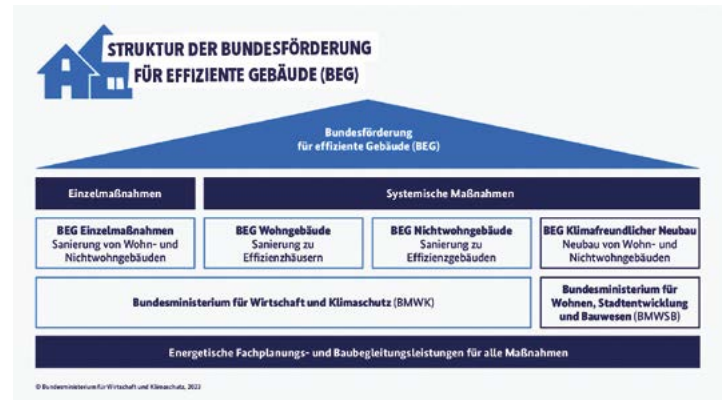 STRUKTUR DER BUNDESFÖRDERUNG
FÜR EFFIZIENTE GEBÄUDE (BEG)
Bundesförderung
für effiziente Gebäude (BEG)
Einzelmaßnahmen
Systemische Maßnahmen
BEG Einzelmaßnahmen
Sanierung von Wohn- und
Nichtwohngebäuden
BEG Wohngebäude
Sanierung zu
Effizienzhäusern
BEG Nichtwohngebäude
Sanierung zu
Effizienzgebäuden
BEG Klimafreundlicher Neubau
Neubau von Wohn- und
Nichtwohngebäuden
Bundesministerium für Wirtschaft und Klimaschutz (BMWK)
Bundesministerium für
Wohnen, Stadtentwicklung
und Bauwesen (BMWSB)
Energetische Fachplanungs- und Baubegleitungsleistungen für alle Maßnahmen
© Bundesministerium für Wirtschaft und Klimaschutz, 2023